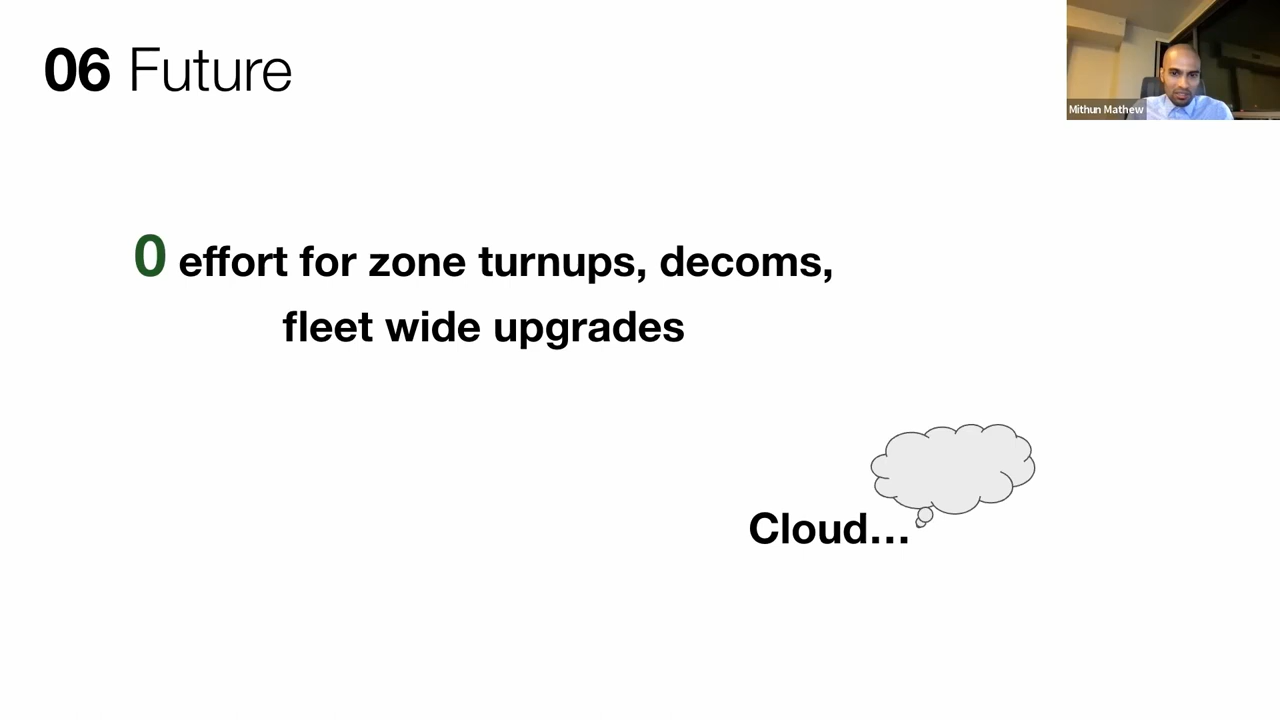 06 Future
Mithun Mathew
0 effort for zone turnups, decoms,
fleet wide upgrades
Cloud...